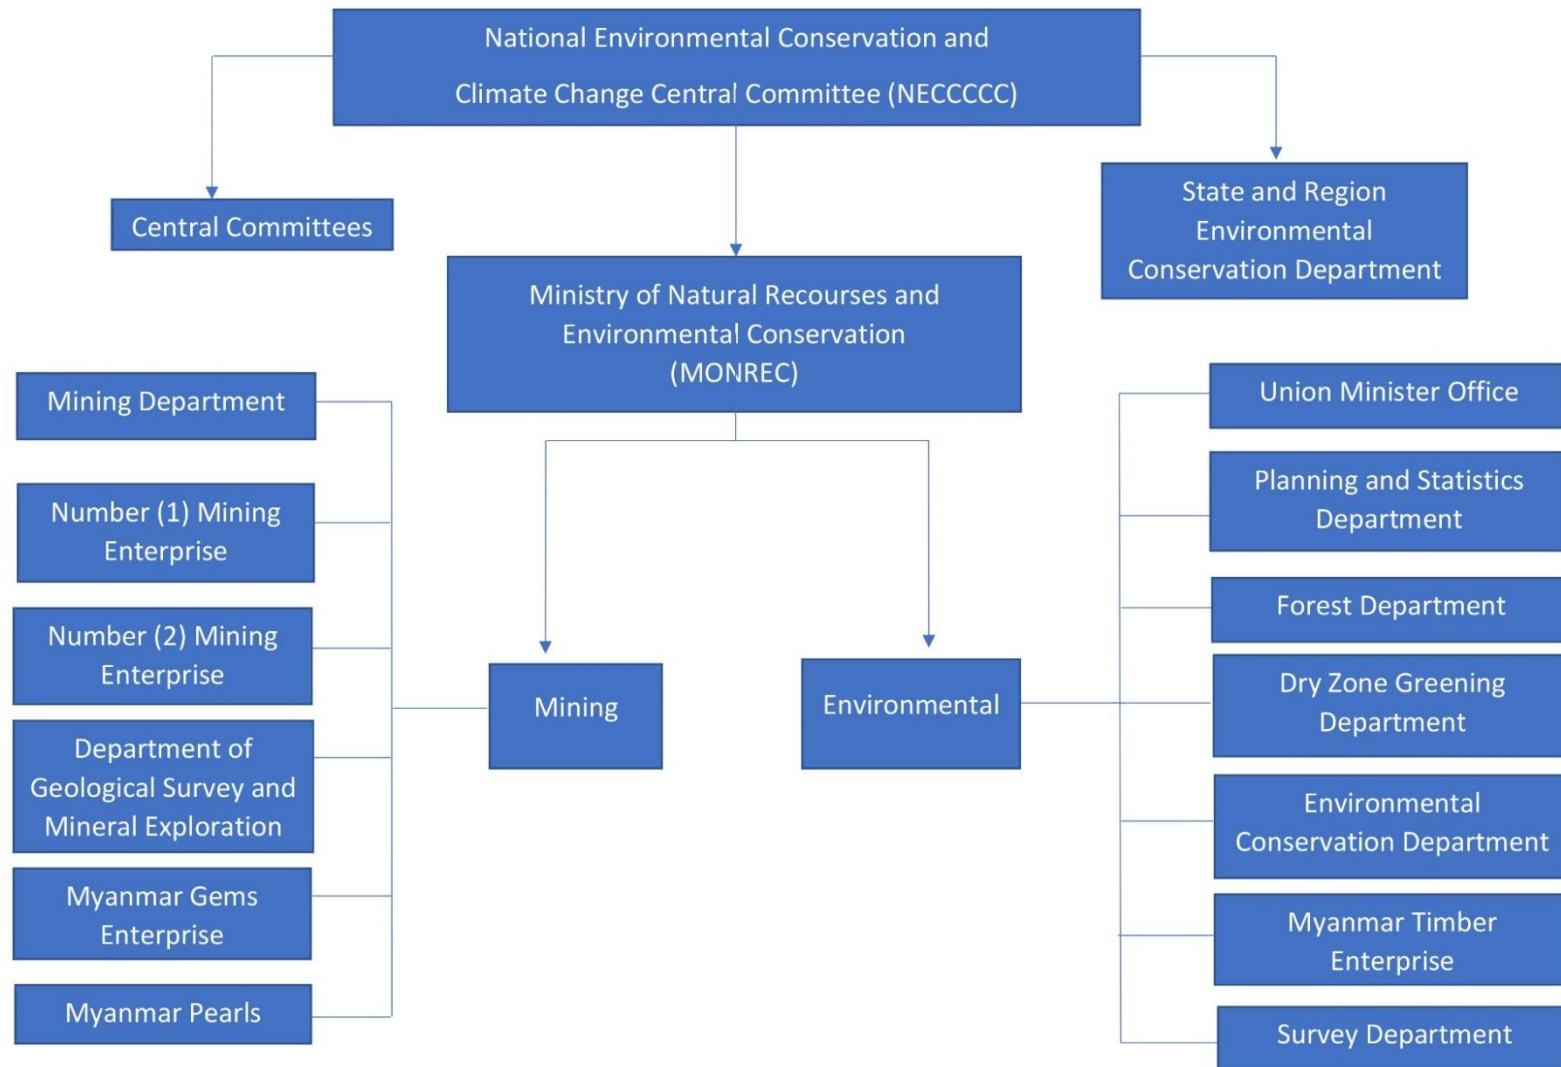 National Environmental Conservation and
Climate Change Central Committee (NECCCCC)
Central Committees
State and Region
Environmental
Conservation Department
Ministry of Natural Recourses and
Environmental Conservation
(MONREC)
Mining Department
Number (1) Mining
Enterprise
Number (2) Mining
Enterprise
Department of
Geological Survey and
Mineral Exploration
Myanmar Gems
Enterprise
Myanmar Pearls
Mining
Environmental
Union Minister Office
Planning and Statistics
Department
Forest Department
Dry Zone Greening
Department
Environmental
Conservation Department
Myanmar Timber
Enterprise
Survey Department